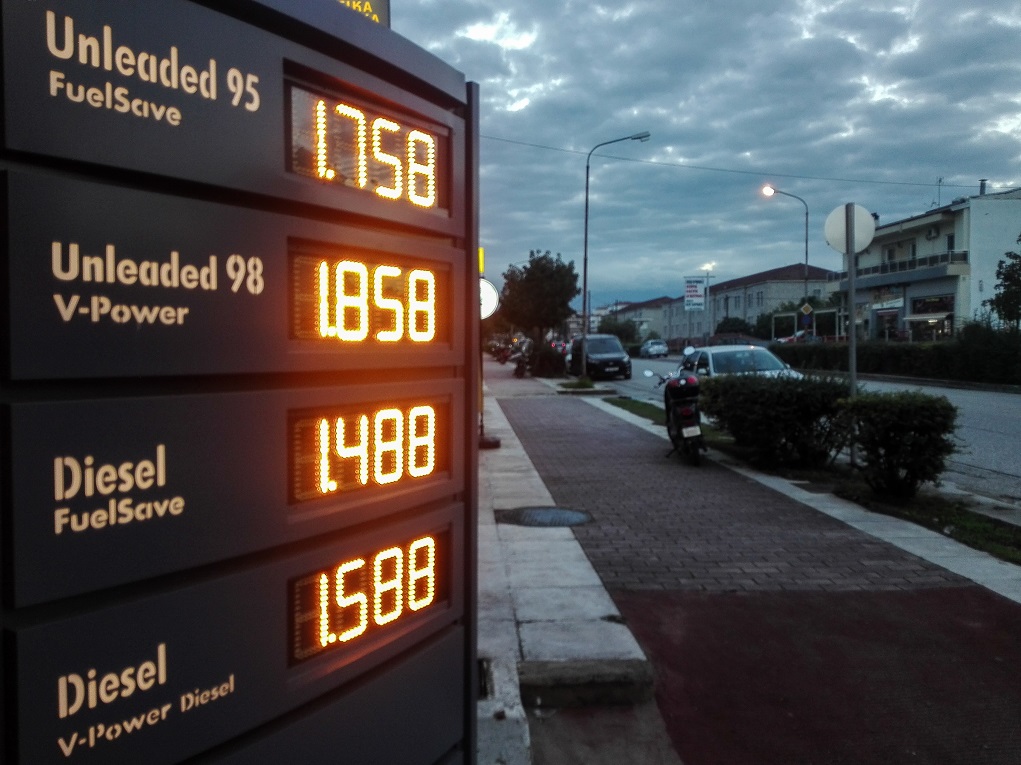 Unleaded 95
FuelSave
1.758
Unleaded 98
V-Power
1.858
Diesel
FuelSave
1.488
Diesel
V-Power Diesel
1.588